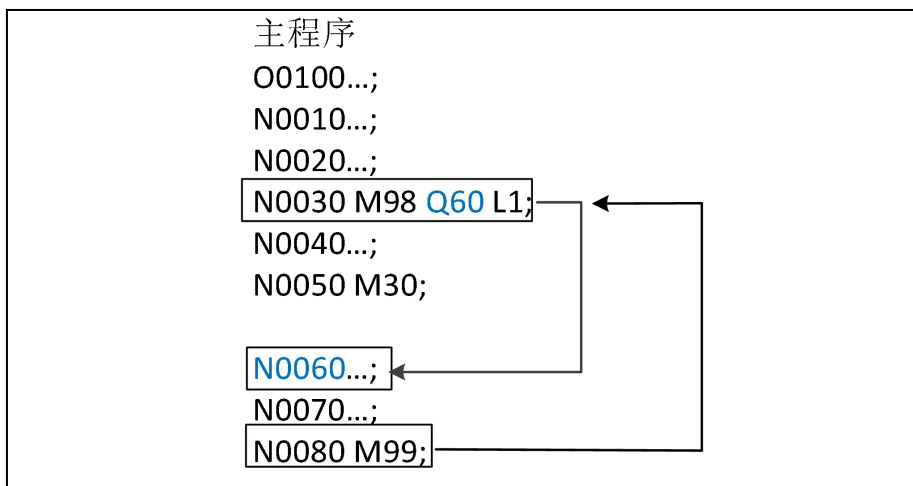 主程序
O0100...;
N0010...;
N0020...;
N0030 M98 Q60 L1;
N0040...;
N0050 M30;
N0060...;
N0070...;
N0080 M99;